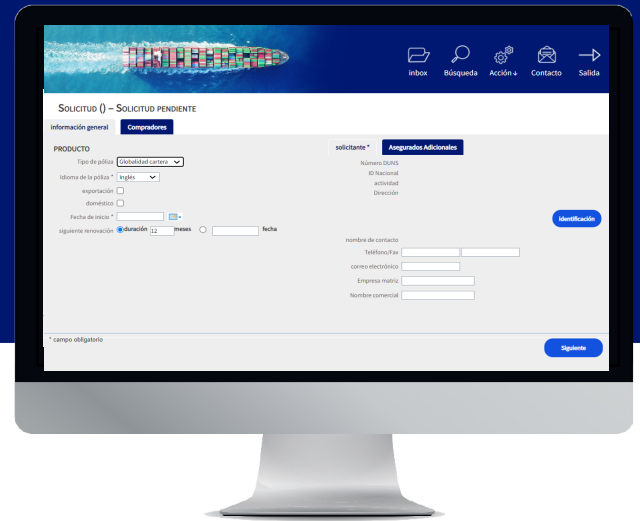 inbox
Búsqueda
Acción↓
Contacto
Salida
SOLICITUD () – SOLICITUD PENDIENTE
información general
Compradores
PRODUCTO
Tipo de póliza Globalidad cartera
Idioma de la póliza * Inglés
exportación
doméstico
Fecha de inicio *
siguiente renovación duración 12 meses fecha
solicitante *
Asegurados Adicionales
Número DUNS
ID Nacional
actividad
Dirección
Identificación
nombre de contacto
Teléfono/Fax
correo electrónico
Empresa matriz
Nombre comercial
* campo obligatorio
Siguiente